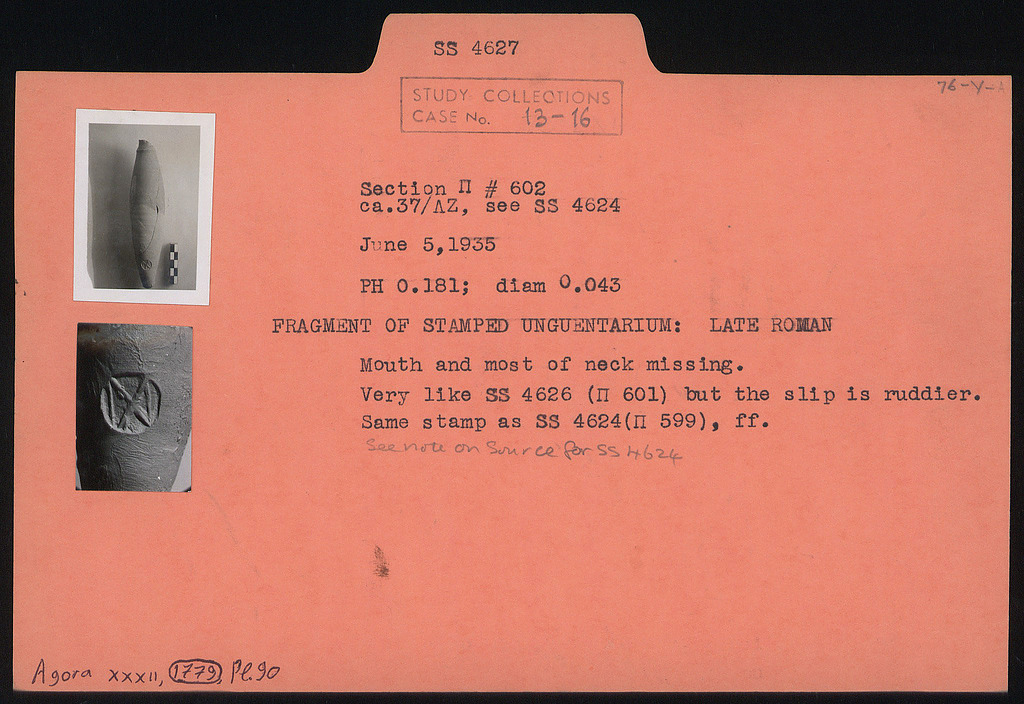 SS 4627
76-Y-A
STUDY COLLECTIONS
CASE No. 13-16
Section Π # 602
ca.37/ΛΖ, see SS 4624
June 5,1935
PH 0.181; diam 0.043
FRAGMENT OF STAMPED UNGUENTARIUM: LATE ROMAN
Mouth and most of neck missing.
Very like SS 4626 (Π 601) but the slip is ruddier.
Same stamp as SS 4624(Π 599), ff.
See note on Source for SS 4624
Agora XXXII, 1779, Pl.90